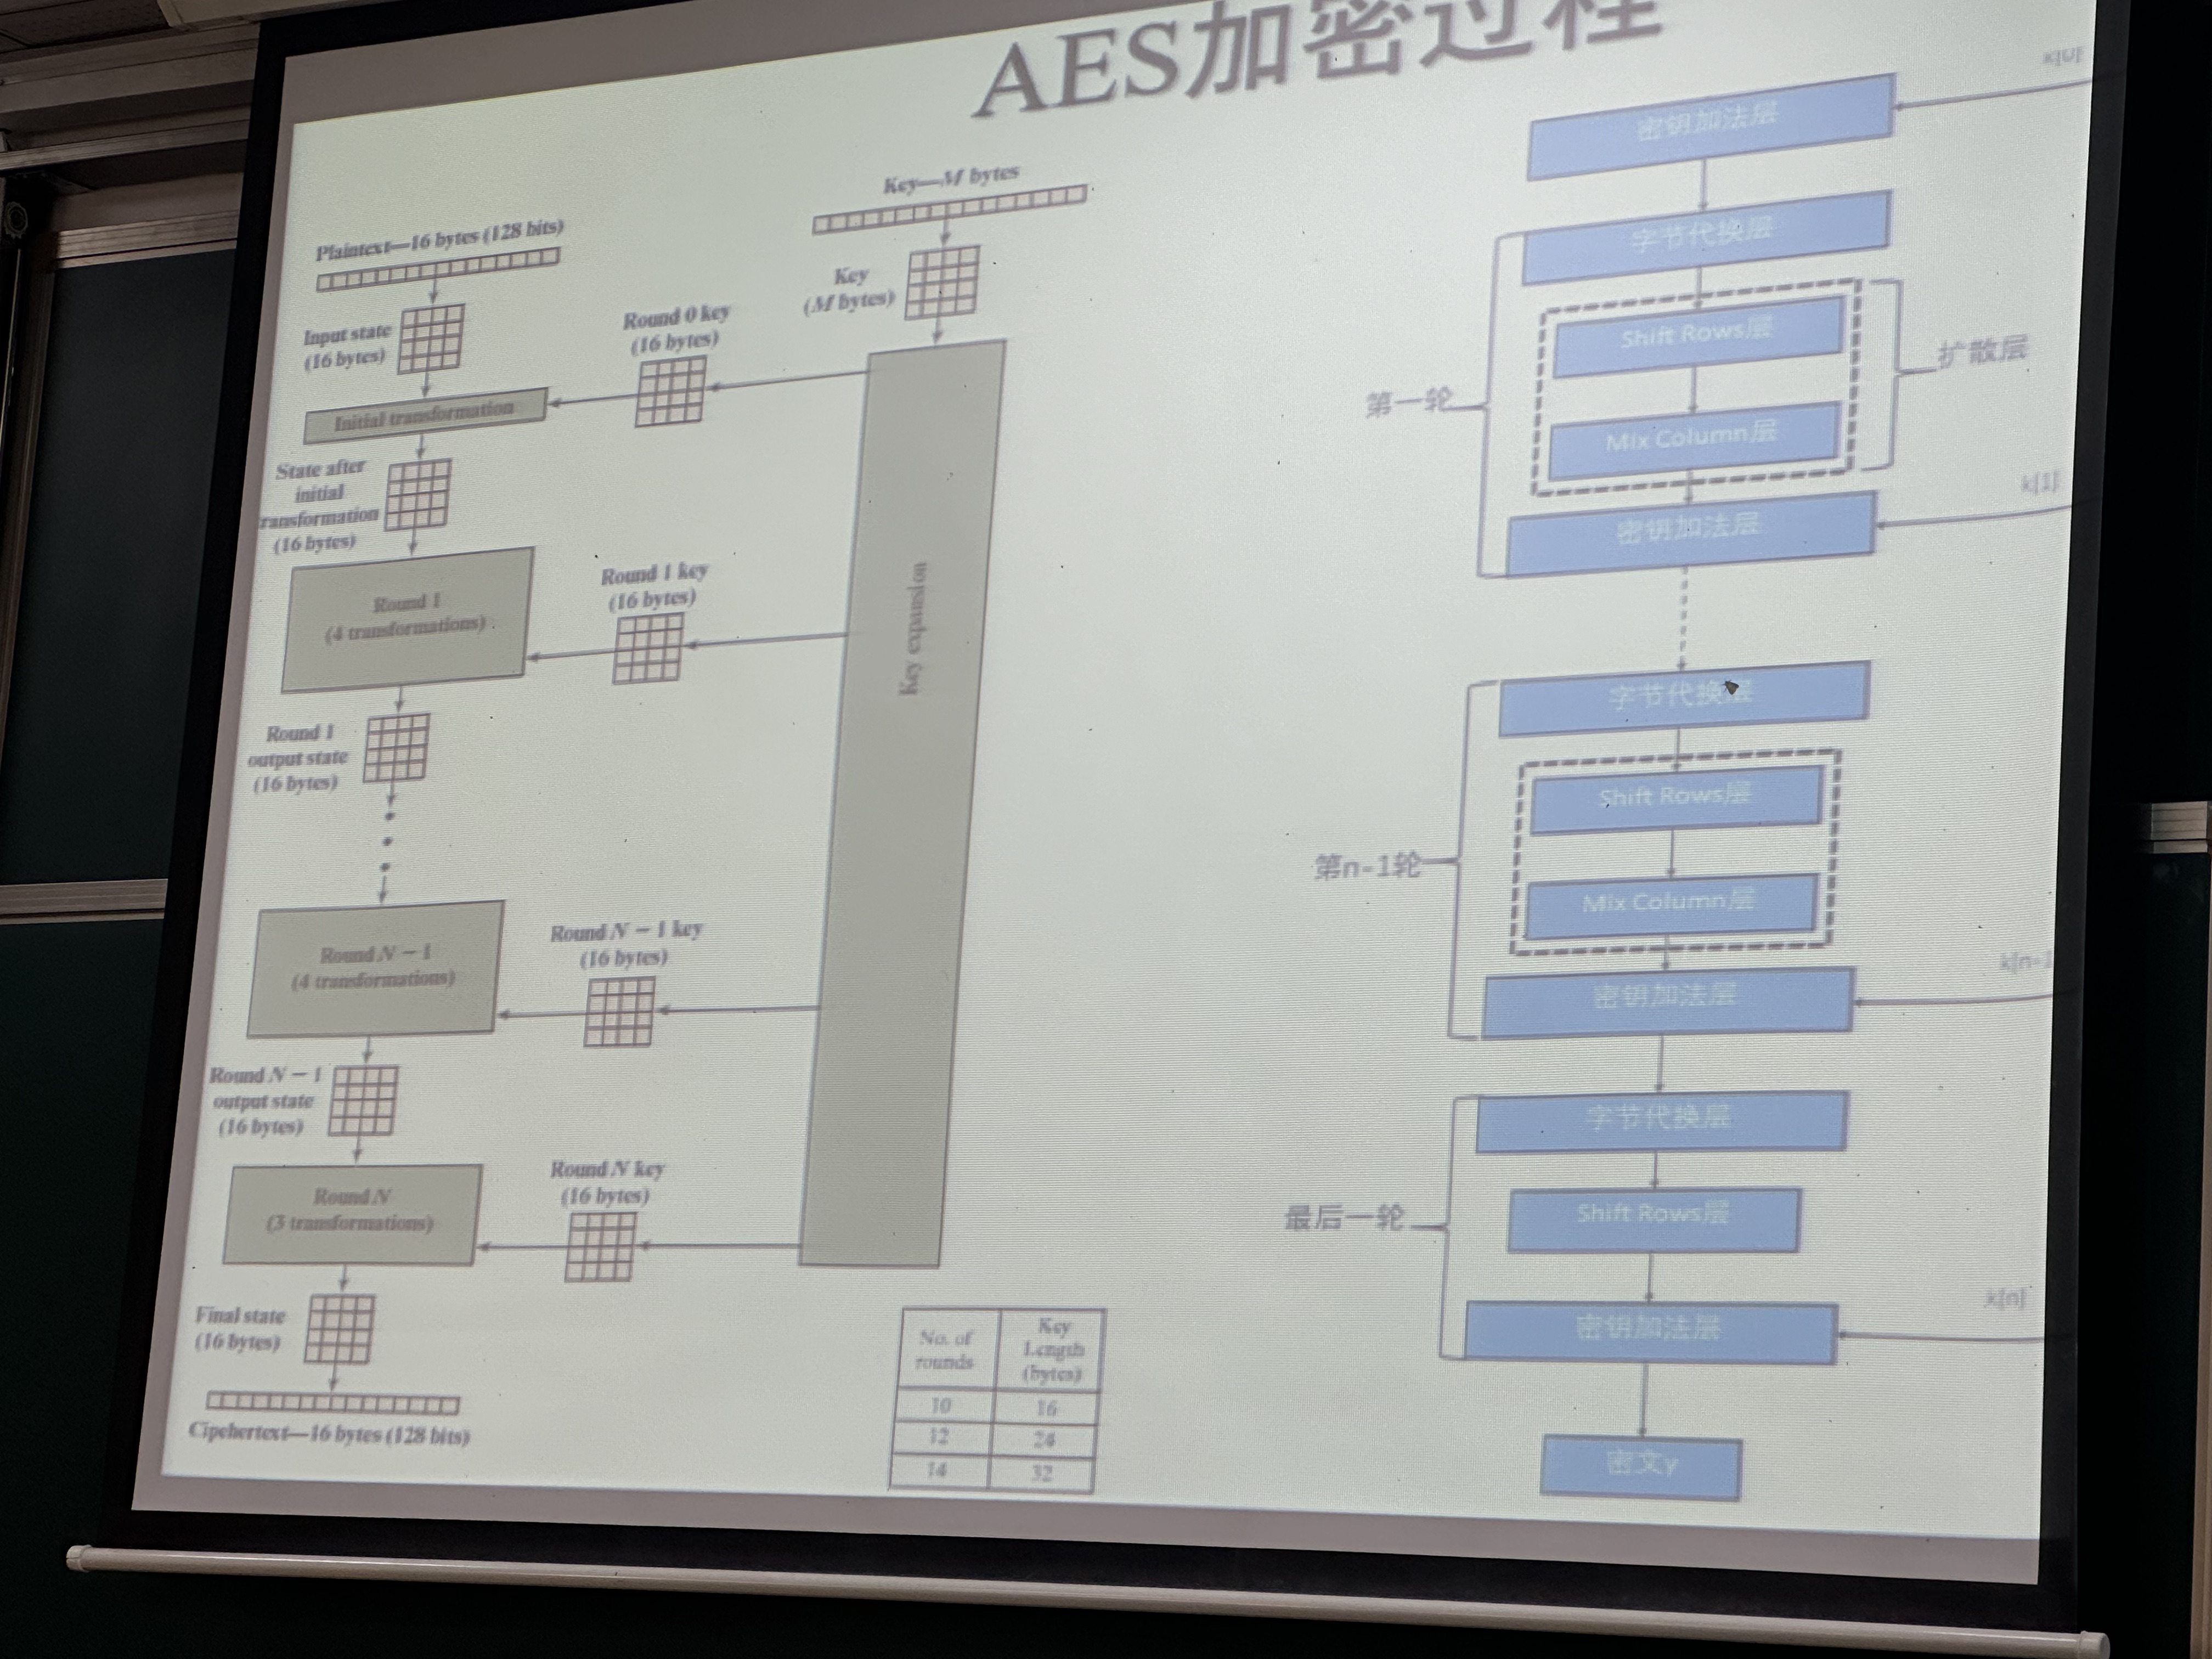 AES加密过程
Plaintext—16 bytes (128 bits)
Key—M bytes
Input state
(16 bytes)
Key
(M bytes)
Round 0 key
(16 bytes)
Initial transformation
State after
initial
transformation
(16 bytes)
Round 1
(4 transformations)
Round 1 key
(16 bytes)
Key expansion
Round 1
output state
(16 bytes)
Round N − 1
(4 transformations)
Round N − 1 key
(16 bytes)
Round N − 1
output state
(16 bytes)
Round N
(3 transformations)
Round N key
(16 bytes)
Final state
(16 bytes)
Cipehertext—16 bytes (128 bits)
No. of
rounds
Key
Length
(bytes)
10
16
12
24
14
32
k[0]
密钥加法层
字节代换层
Shift Rows层
Mix Column层
扩散层
第一轮
k[1]
密钥加法层
字节代换层
Shift Rows层
Mix Column层
第n-1轮
k[n-1
密钥加法层
字节代换层
Shift Rows层
最后一轮
k[n]
密钥加法层
密文y